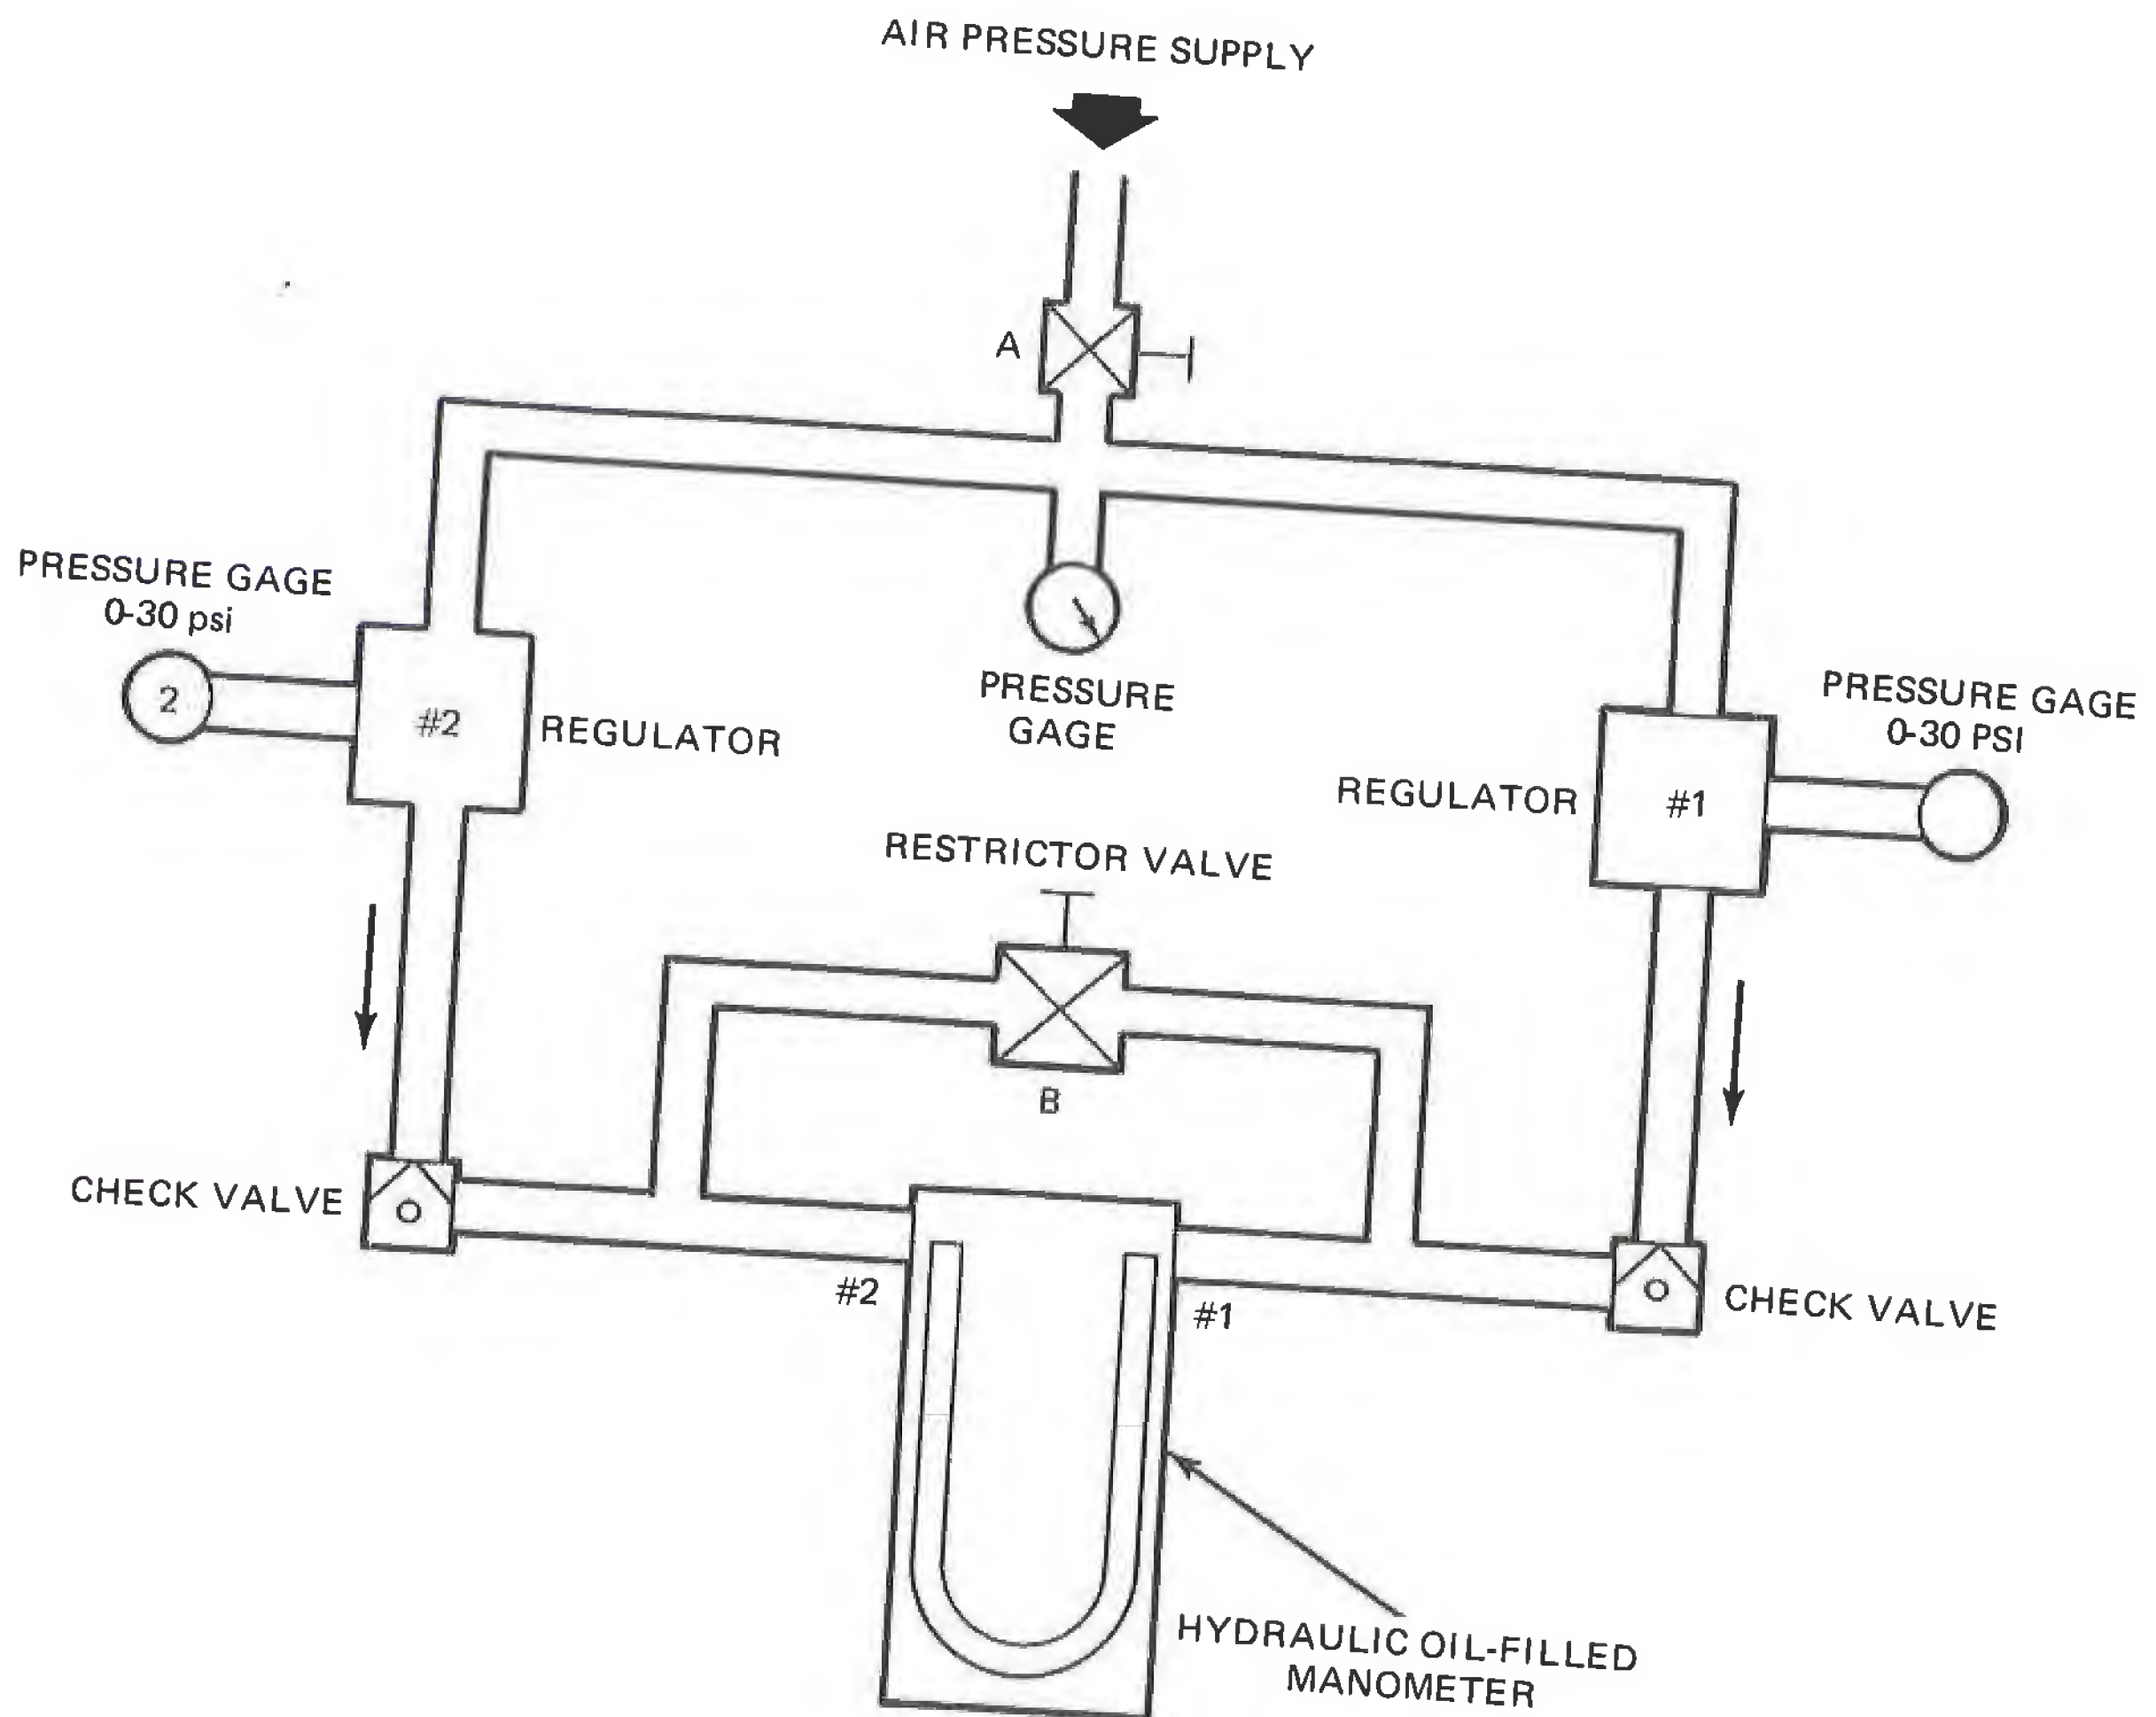 AIR PRESSURE SUPPLY
A
PRESSURE GAGE
0-30 psi
2
#2
REGULATOR
PRESSURE
GAGE
PRESSURE GAGE
0-30 PSI
REGULATOR
#1
RESTRICTOR VALVE
B
CHECK VALVE
#2
#1
CHECK VALVE
HYDRAULIC OIL-FILLED
MANOMETER